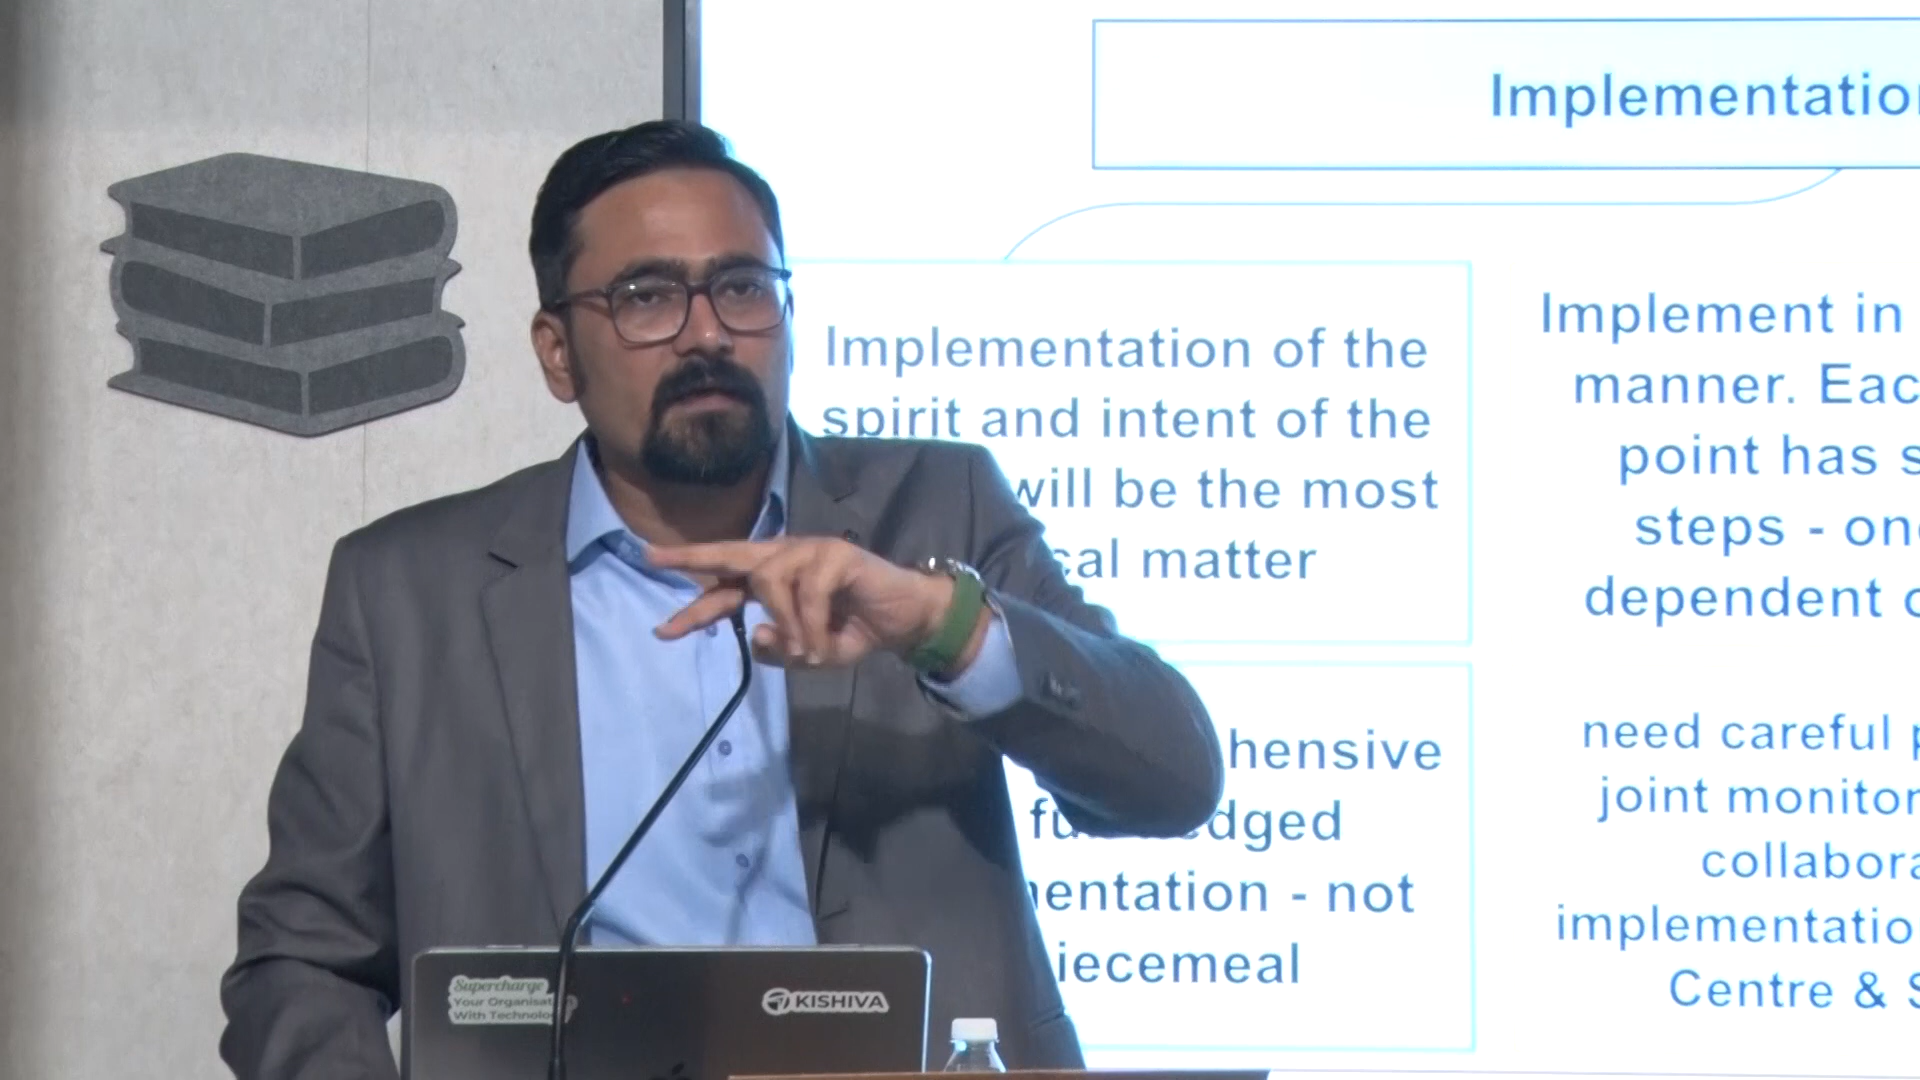 Implementation
Implementation of the
spirit and intent of the
will be the most
matter
hensive
dged
entation - not
iecemeal
Implement in
manner. Eac
point has s
steps - on
dependent o
need careful p
joint monitor
collabora
implementatio
Centre & S
Supercharge
Your Organisat
With Technolo
KISHIVA